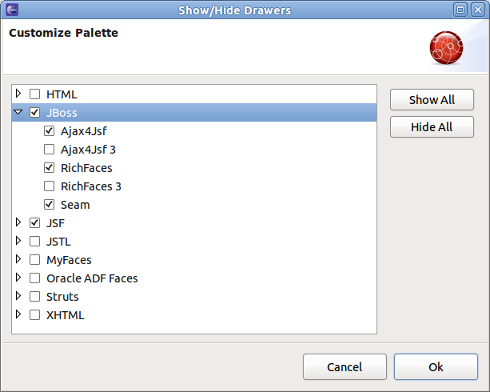 Show/Hide Drawers
Customize Palette
HTML
JBoss
Ajax4Jsf
Ajax4Jsf 3
RichFaces
RichFaces 3
Seam
JSF
JSTL
MyFaces
Oracle ADF Faces
Struts
XHTML
Show All
Hide All
Cancel
Ok